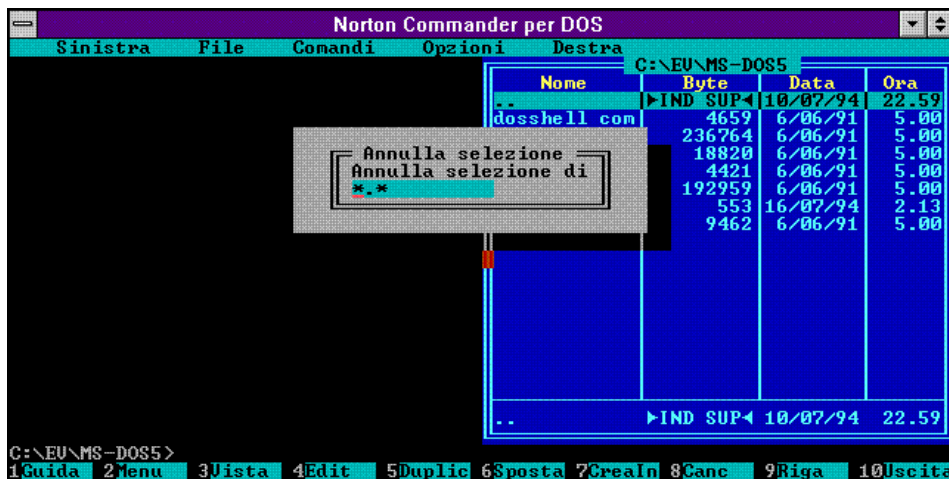 Norton Commander per DOS
Sinistra File Comandi Opzioni Destra
C:\EV\MS-DOS5
Nome Byte Data Ora
.. ►IND SUP◄ 10/07/94 22.59
dosshell com 4659 6/06/91 5.00
236764 6/06/91 5.00
18820 6/06/91 5.00
4421 6/06/91 5.00
192959 6/06/91 5.00
553 16/07/94 2.13
9462 6/06/91 5.00
Annulla selezione
Annulla selezione di
*.*
.. ►IND SUP◄ 10/07/94 22.59
C:\EV\MS-DOS5>
1Guida 2Menu 3Vista 4Edit 5Duplic 6Sposta 7CreaIn 8Canc 9Riga 10Uscita